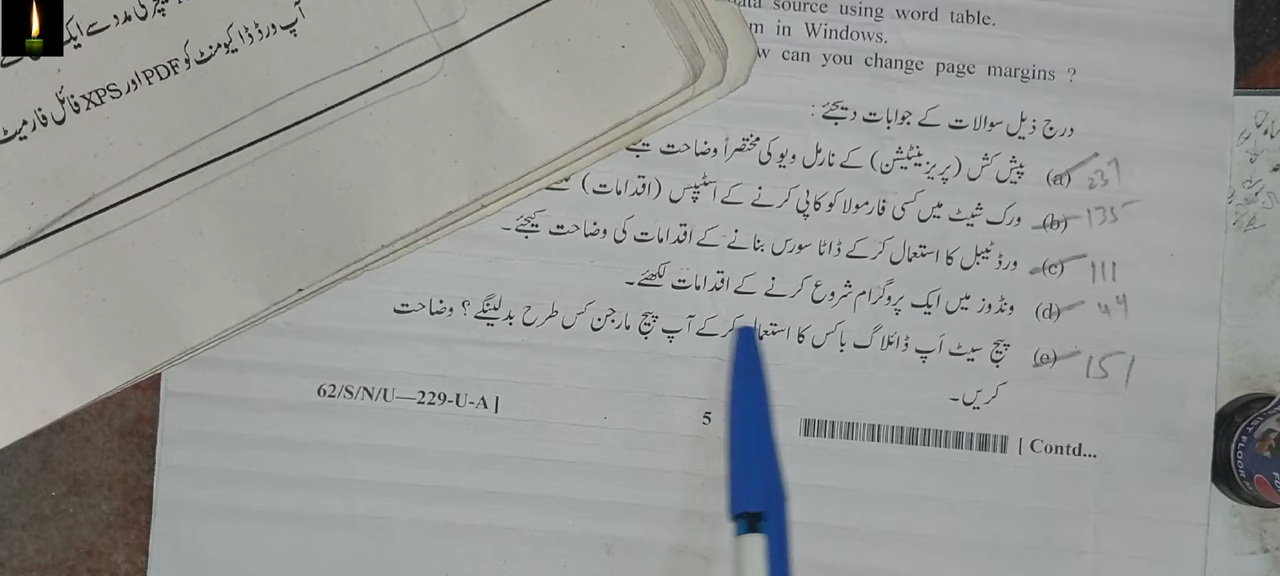 آپ ورڈ ڈاکیومنٹ کو PDF اور XPS فائل فارمیٹ
source using word table.
in Windows.
can you change page margins ?
درج ذیل سوالات کے جوابات دیجئے :
(a) پیش کش (پریزینٹیشن) کے نارمل ویو کی مختصراً وضاحت 237
(b) ورک شیٹ میں کسی فارمولا کو کاپی کرنے کے اسٹیپس (اقدامات) 135
(c) ورڈ ٹیبل کا استعمال کرکے ڈاٹا سورس بنانے کے اقدامات کی وضاحت کیجئے۔ 111
(d) ونڈوز میں ایک پروگرام شروع کرنے کے اقدامات لکھئے۔
(e) پیج سیٹ اَپ ڈائلاگ باکس کا استعمال کرکے آپ پیج مارجن کس طرح بدلینگے ؟ وضاحت 151
کریں۔
62/S/N/U—229-U-A |
5
| Contd...